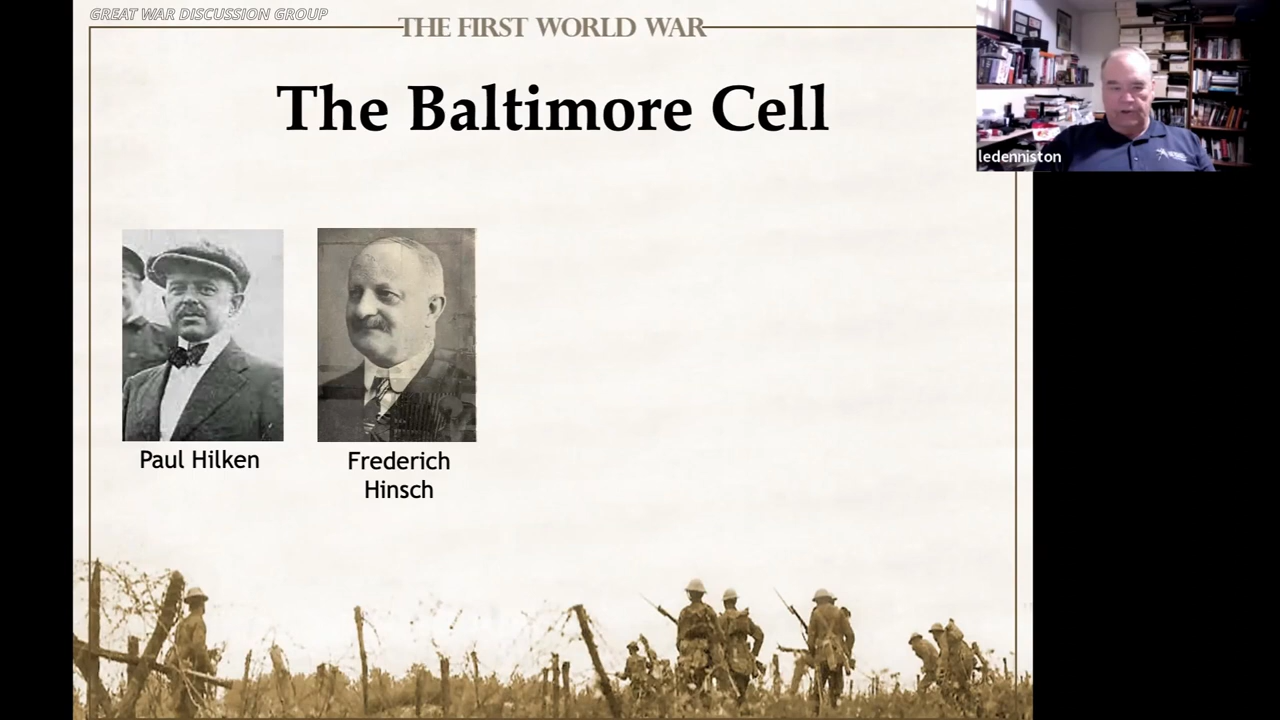 GREAT WAR DISCUSSION GROUP
THE FIRST WORLD WAR
The Baltimore Cell
ledenniston
Paul Hilken
Frederich
Hinsch